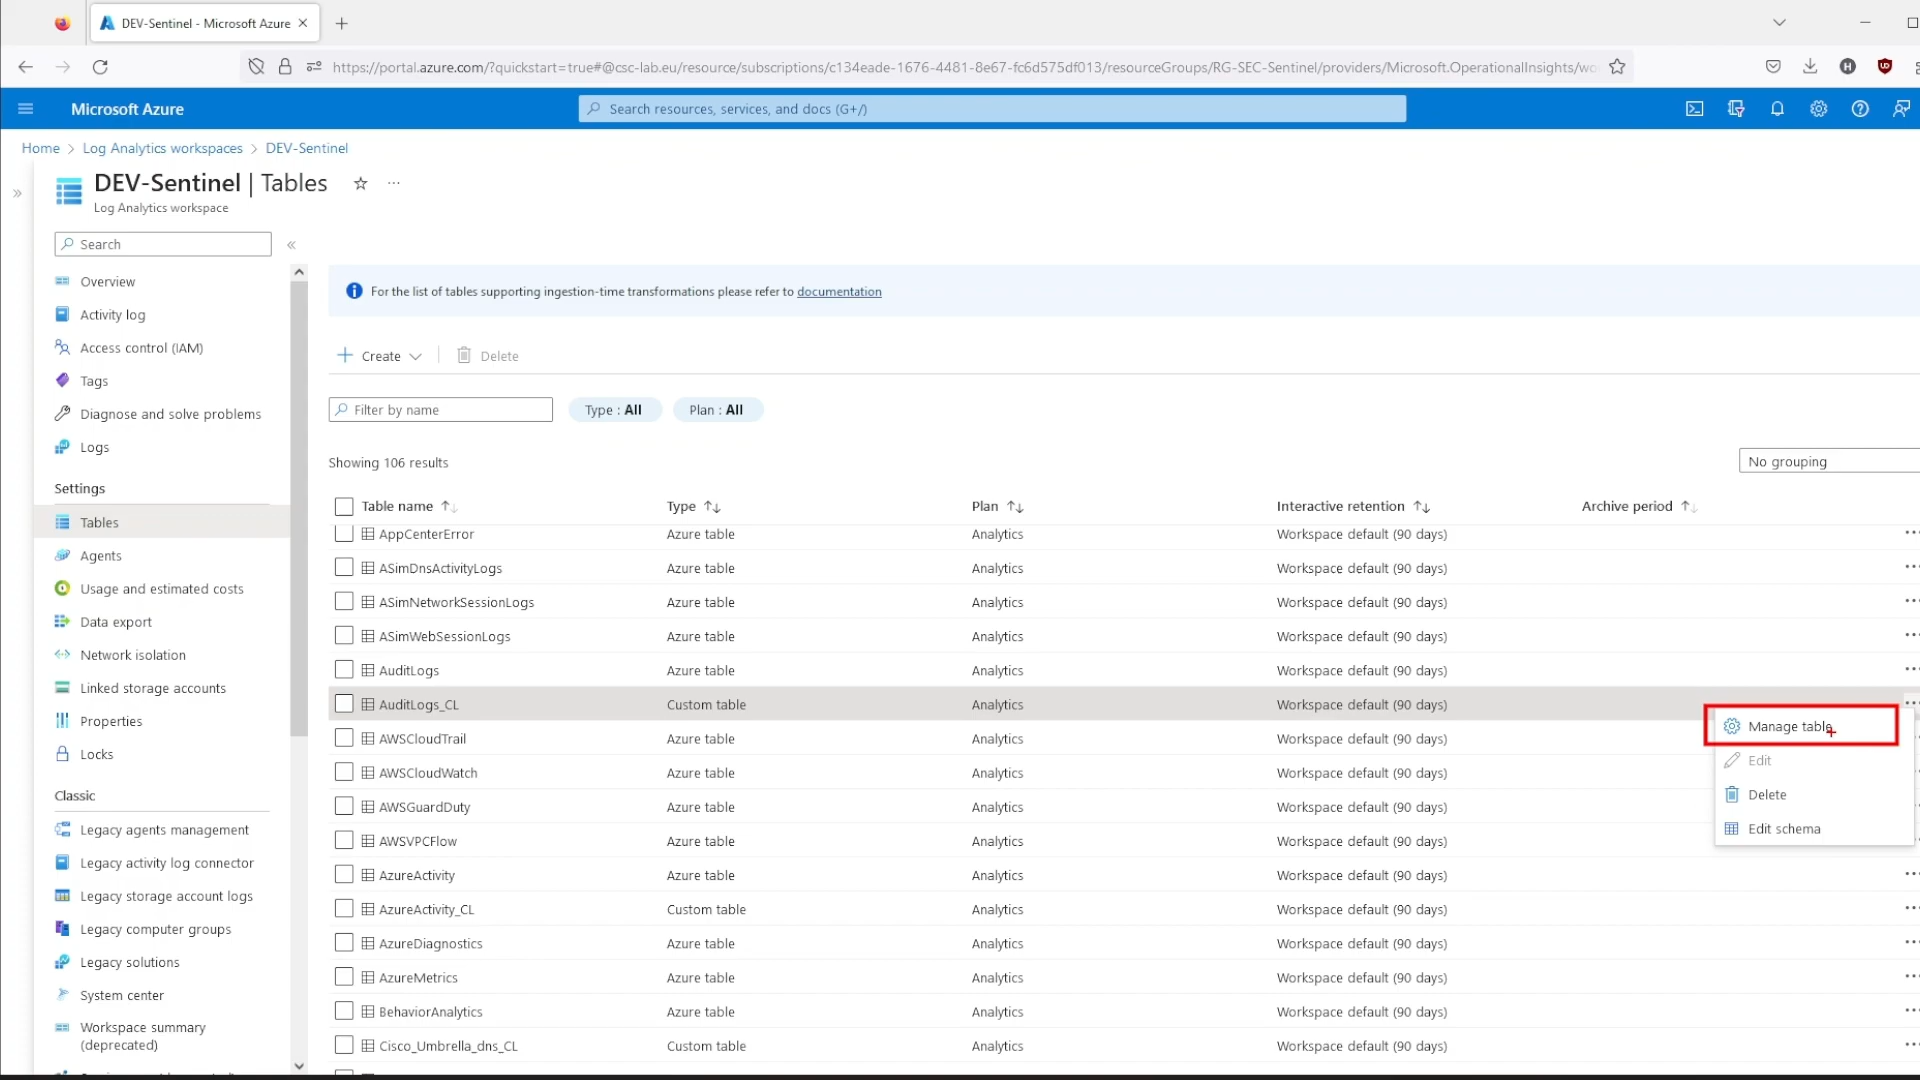 DEV-Sentinel - Microsoft Azure
https://portal.azure.com/?quickstart=true#@csc-lab.eu/resource/subscriptions/c134eade-1676-4481-8e67-fc6d575df013/resourceGroups/RG-SEC-Sentinel/providers/Microsoft.OperationalInsights/wo
Microsoft Azure
Search resources, services, and docs (G+/)
Home > Log Analytics workspaces > DEV-Sentinel
DEV-Sentinel | Tables
Log Analytics workspace
Search
Overview
Activity log
Access control (IAM)
Tags
Diagnose and solve problems
Logs
Settings
Tables
Agents
Usage and estimated costs
Data export
Network isolation
Linked storage accounts
Properties
Locks
Classic
Legacy agents management
Legacy activity log connector
Legacy storage account logs
Legacy computer groups
Legacy solutions
System center
Workspace summary
(deprecated)
For the list of tables supporting ingestion-time transformations please refer to documentation
Create
Delete
Filter by name
Type : All
Plan : All
Showing 106 results
No grouping
Table name Type Plan Interactive retention Archive period
AppCenterError Azure table Analytics Workspace default (90 days)
ASimDnsActivityLogs Azure table Analytics Workspace default (90 days)
ASimNetworkSessionLogs Azure table Analytics Workspace default (90 days)
ASimWebSessionLogs Azure table Analytics Workspace default (90 days)
AuditLogs Azure table Analytics Workspace default (90 days)
AuditLogs_CL Custom table Analytics Workspace default (90 days)
AWSCloudTrail Azure table Analytics Workspace default (90 days)
AWSCloudWatch Azure table Analytics Workspace default (90 days)
AWSGuardDuty Azure table Analytics Workspace default (90 days)
AWSVPCFlow Azure table Analytics Workspace default (90 days)
AzureActivity Azure table Analytics Workspace default (90 days)
AzureActivity_CL Custom table Analytics Workspace default (90 days)
AzureDiagnostics Azure table Analytics Workspace default (90 days)
AzureMetrics Azure table Analytics Workspace default (90 days)
BehaviorAnalytics Azure table Analytics Workspace default (90 days)
Cisco_Umbrella_dns_CL Custom table Analytics Workspace default (90 days)
Manage table
Edit
Delete
Edit schema